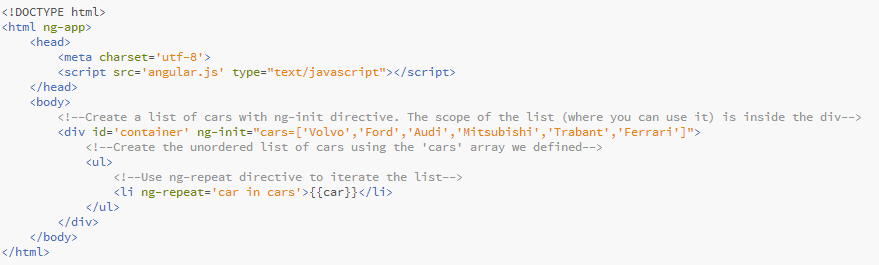 <!DOCTYPE html>
<html ng-app>
    <head>
        <meta charset='utf-8'>
        <script src='angular.js' type="text/javascript"></script>
    </head>
    <body>
        <!--Create a list of cars with ng-init directive. The scope of the list (where you can use it) is inside the div-->
        <div id='container' ng-init="cars=['Volvo','Ford','Audi','Mitsubishi','Trabant','Ferrari']">
            <!--Create the unordered list of cars using the 'cars' array we defined-->
            <ul>
                <!--Use ng-repeat directive to iterate the list-->
                <li ng-repeat='car in cars'>{{car}}</li>
            </ul>
        </div>
    </body>
</html>